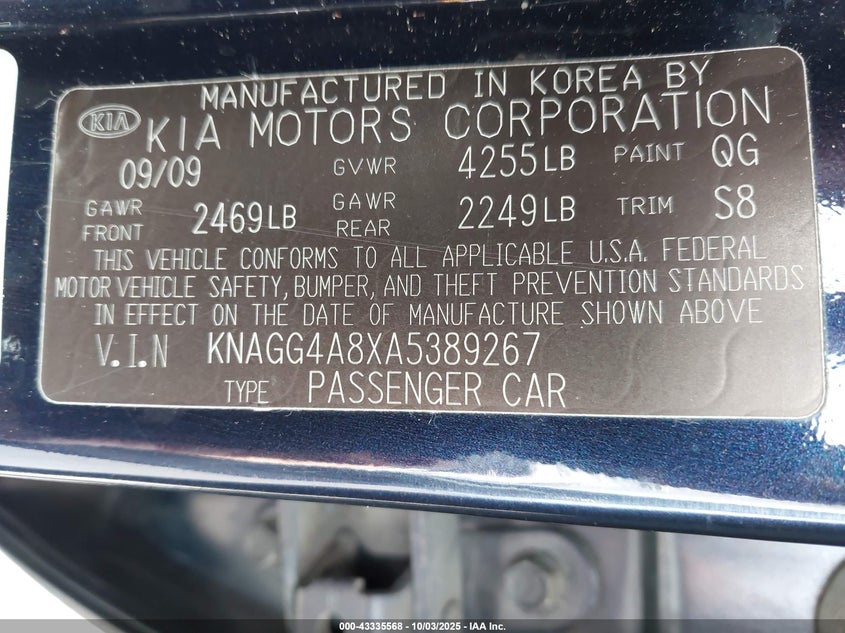 MANUFACTURED IN KOREA BY
KIA KIA MOTORS CORPORATION
09/09 GVWR 4255LB PAINT QG
GAWR FRONT 2469LB GAWR REAR 2249LB TRIM S8
THIS VEHICLE CONFORMS TO ALL APPLICABLE U.S.A. FEDERAL
MOTOR VEHICLE SAFETY, BUMPER, AND THEFT PREVENTION STANDARDS
IN EFFECT ON THE DATE OF MANUFACTURE SHOWN ABOVE
V.I.N KNAGG4A8XA5389267
TYPE PASSENGER CAR
000-43335568 - 10/03/2025 - IAA Inc.